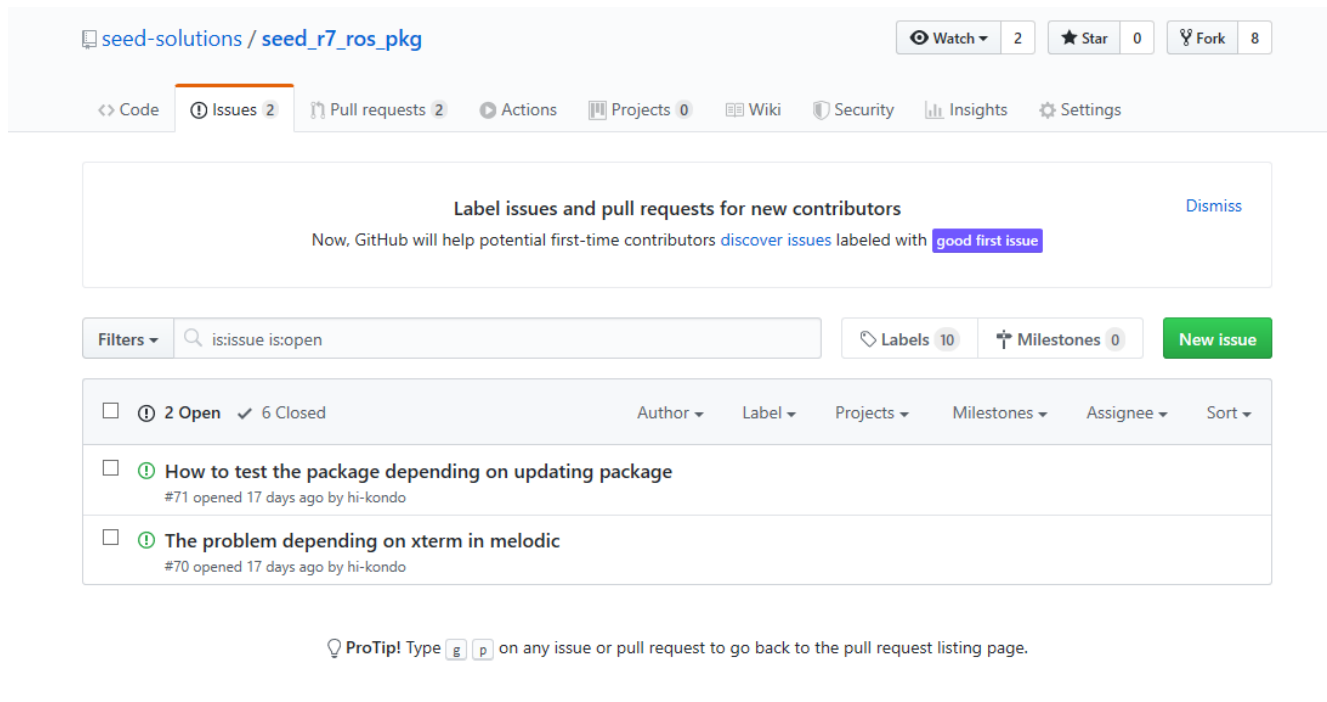 seed-solutions / seed_r7_ros_pkg Watch 2 Star 0 Fork 8
<> Code Issues 2 Pull requests 2 Actions Projects 0 Wiki Security Insights Settings
Label issues and pull requests for new contributors
Dismiss
Now, GitHub will help potential first-time contributors discover issues labeled with good first issue
Filters is:issue is:open Labels 10 Milestones 0 New issue
2 Open 6 Closed Author Label Projects Milestones Assignee Sort
How to test the package depending on updating package
#71 opened 17 days ago by hi-kondo
The problem depending on xterm in melodic
#70 opened 17 days ago by hi-kondo
ProTip! Type g p on any issue or pull request to go back to the pull request listing page.